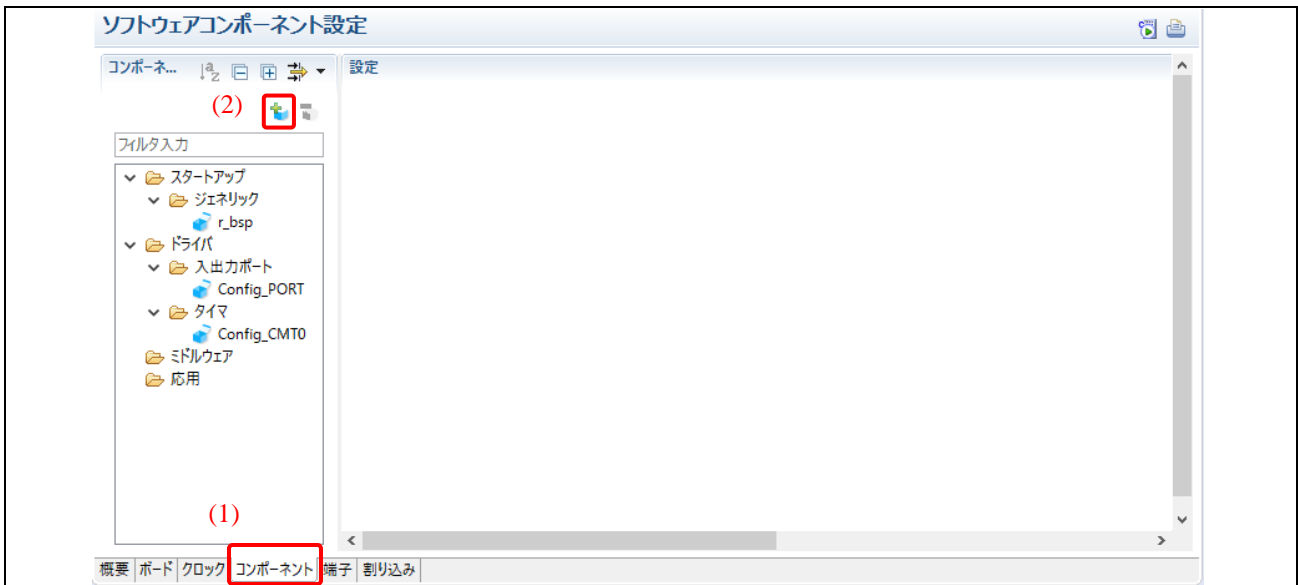 ソフトウェアコンポーネント設定
コンポーネ...
設定
(2)
フィルタ入力
スタートアップ
ジェネリック
r_bsp
ドライバ
入出力ポート
Config_PORT
タイマ
Config_CMT0
ミドルウェア
応用
(1)
概要 ボード クロック コンポーネント 端子 割り込み